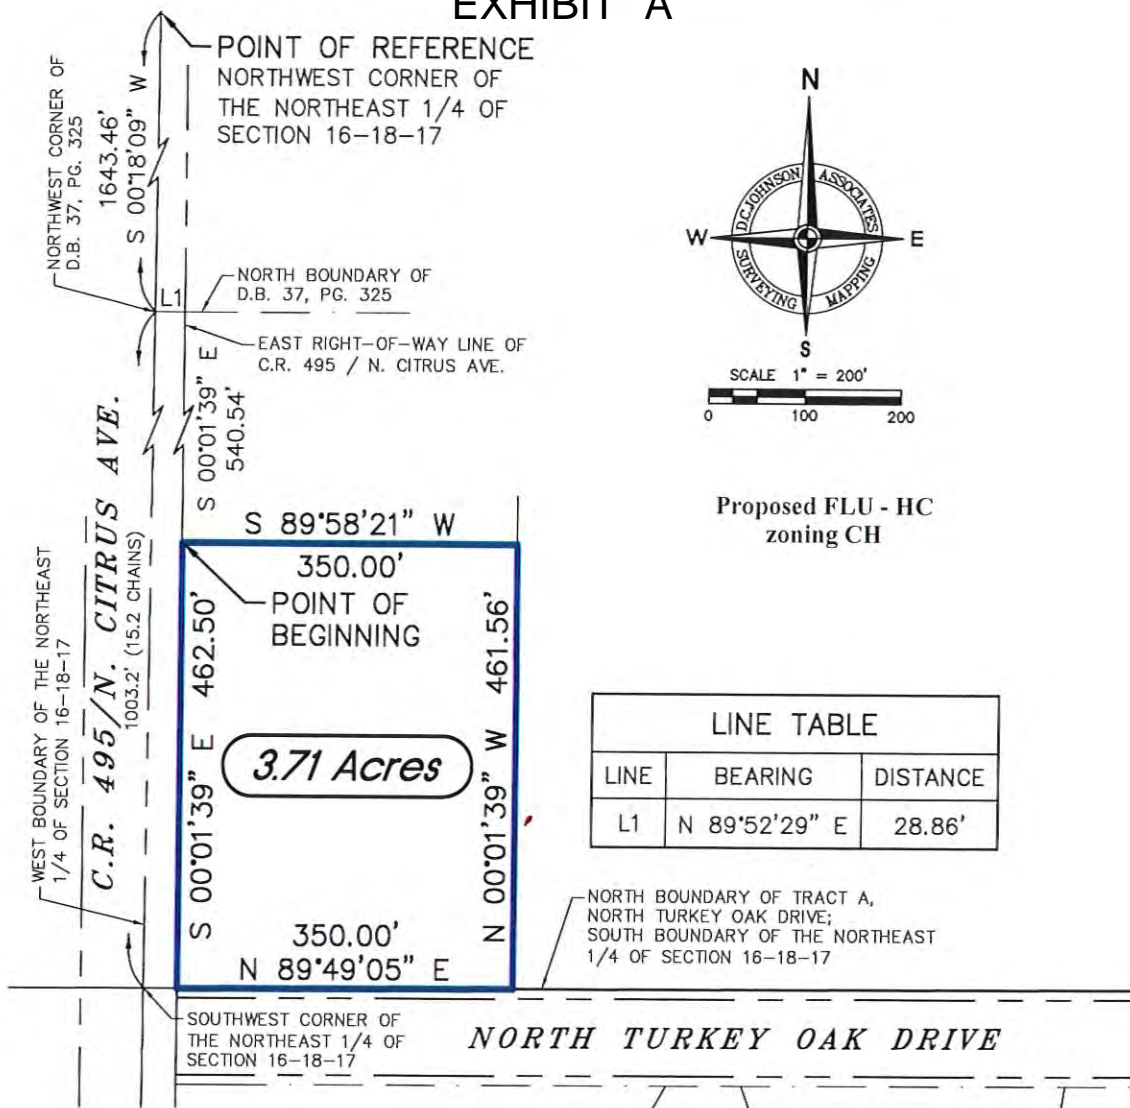 EXHIBIT "A"
POINT OF REFERENCE
NORTHWEST CORNER OF
THE NORTHEAST 1/4 OF
SECTION 16-18-17
NORTHWEST CORNER OF
D.B. 37, PG. 325
1643.46'
S 00°18'09" W
L1
NORTH BOUNDARY OF
D.B. 37, PG. 325
EAST RIGHT-OF-WAY LINE OF
C.R. 495 / N. CITRUS AVE.
S 00°01'39" E
540.54'
N
W
E
S
D.C.JOHNSON
ASSOCIATES
SURVEYING
MAPPING
SCALE 1" = 200'
0 100 200
Proposed FLU - HC
zoning CH
S 89°58'21" W
350.00'
POINT OF
BEGINNING
S 00°01'39" E 462.50'
N 00°01'39" W 461.56'
3.71 Acres
350.00'
N 89°49'05" E
C.R. 495/N. CITRUS AVE.
1003.2' (15.2 CHAINS)
WEST BOUNDARY OF THE NORTHEAST
1/4 OF SECTION 16-18-17
LINE TABLE
LINE BEARING DISTANCE
L1 N 89°52'29" E 28.86'
NORTH BOUNDARY OF TRACT A,
NORTH TURKEY OAK DRIVE;
SOUTH BOUNDARY OF THE NORTHEAST
1/4 OF SECTION 16-18-17
SOUTHWEST CORNER OF
THE NORTHEAST 1/4 OF
SECTION 16-18-17
NORTH TURKEY OAK DRIVE